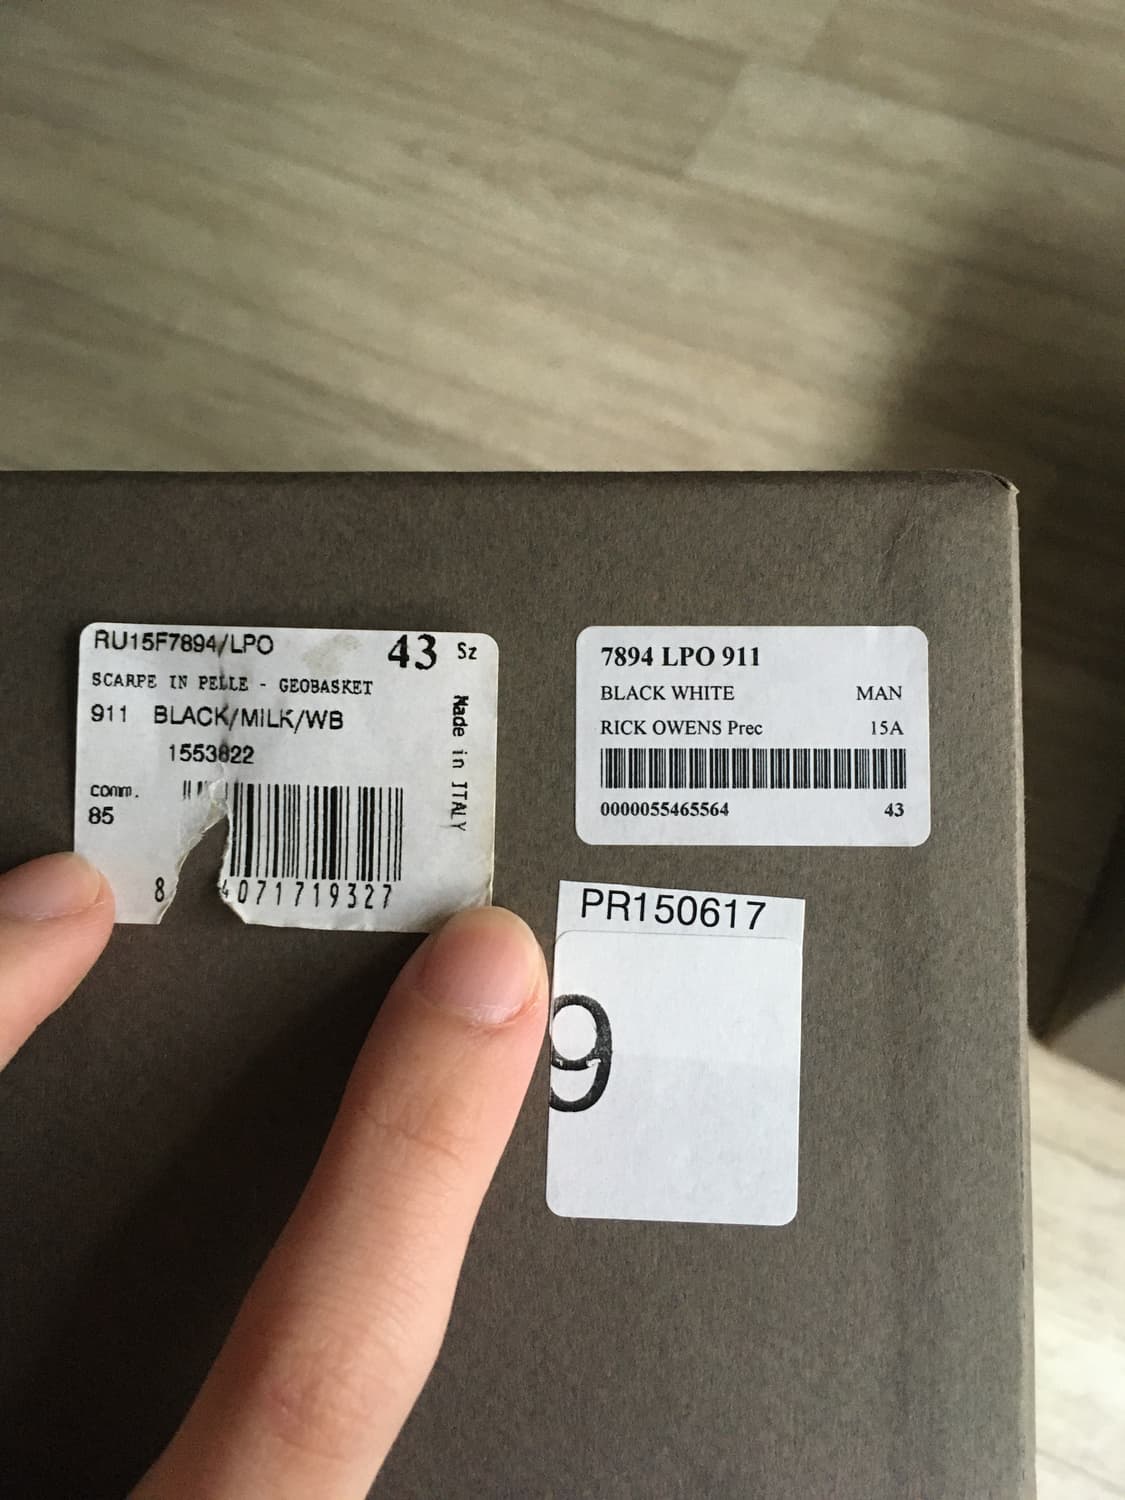 RU15F7894/LPO 43 Sz
SCARPE IN PELLE - GEOBASKET
911 BLACK/MILK/WB
1553822
comm.
85
8 4071719327
Made in ITALY
7894 LPO 911
BLACK WHITE MAN
RICK OWENS Prec 15A
0000055465564 43
PR150617
9